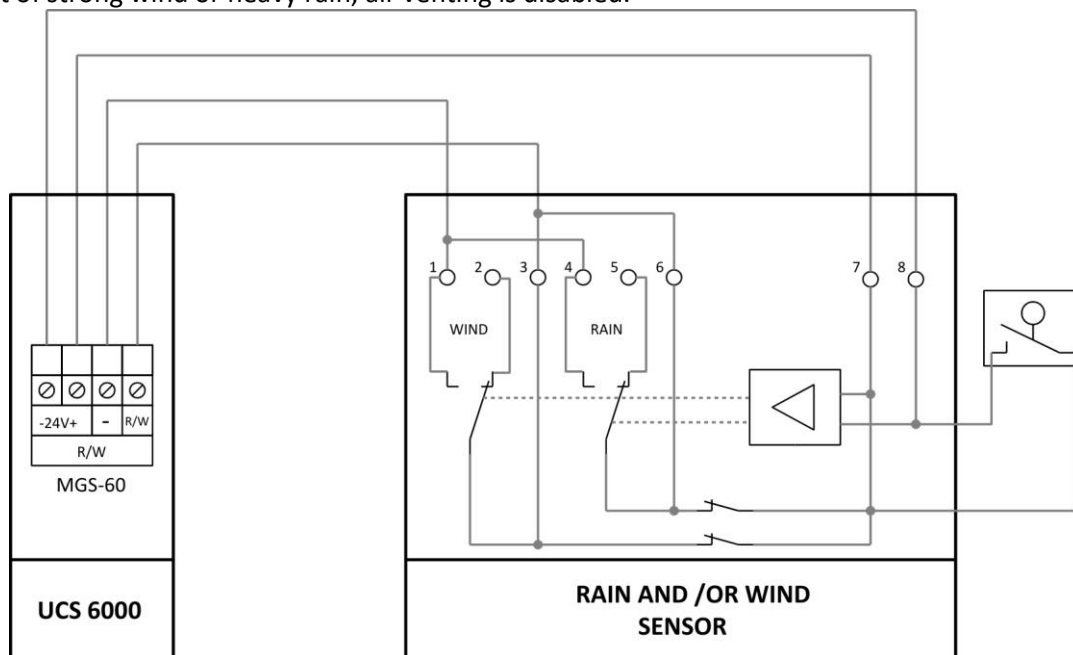 t of strong wind or heavy rain, air venting is disabled.
1 2 3 4 5 6 7 8
WIND RAIN
-24V+ - R/W
R/W
MGS-60
UCS 6000
RAIN AND /OR WIND
SENSOR